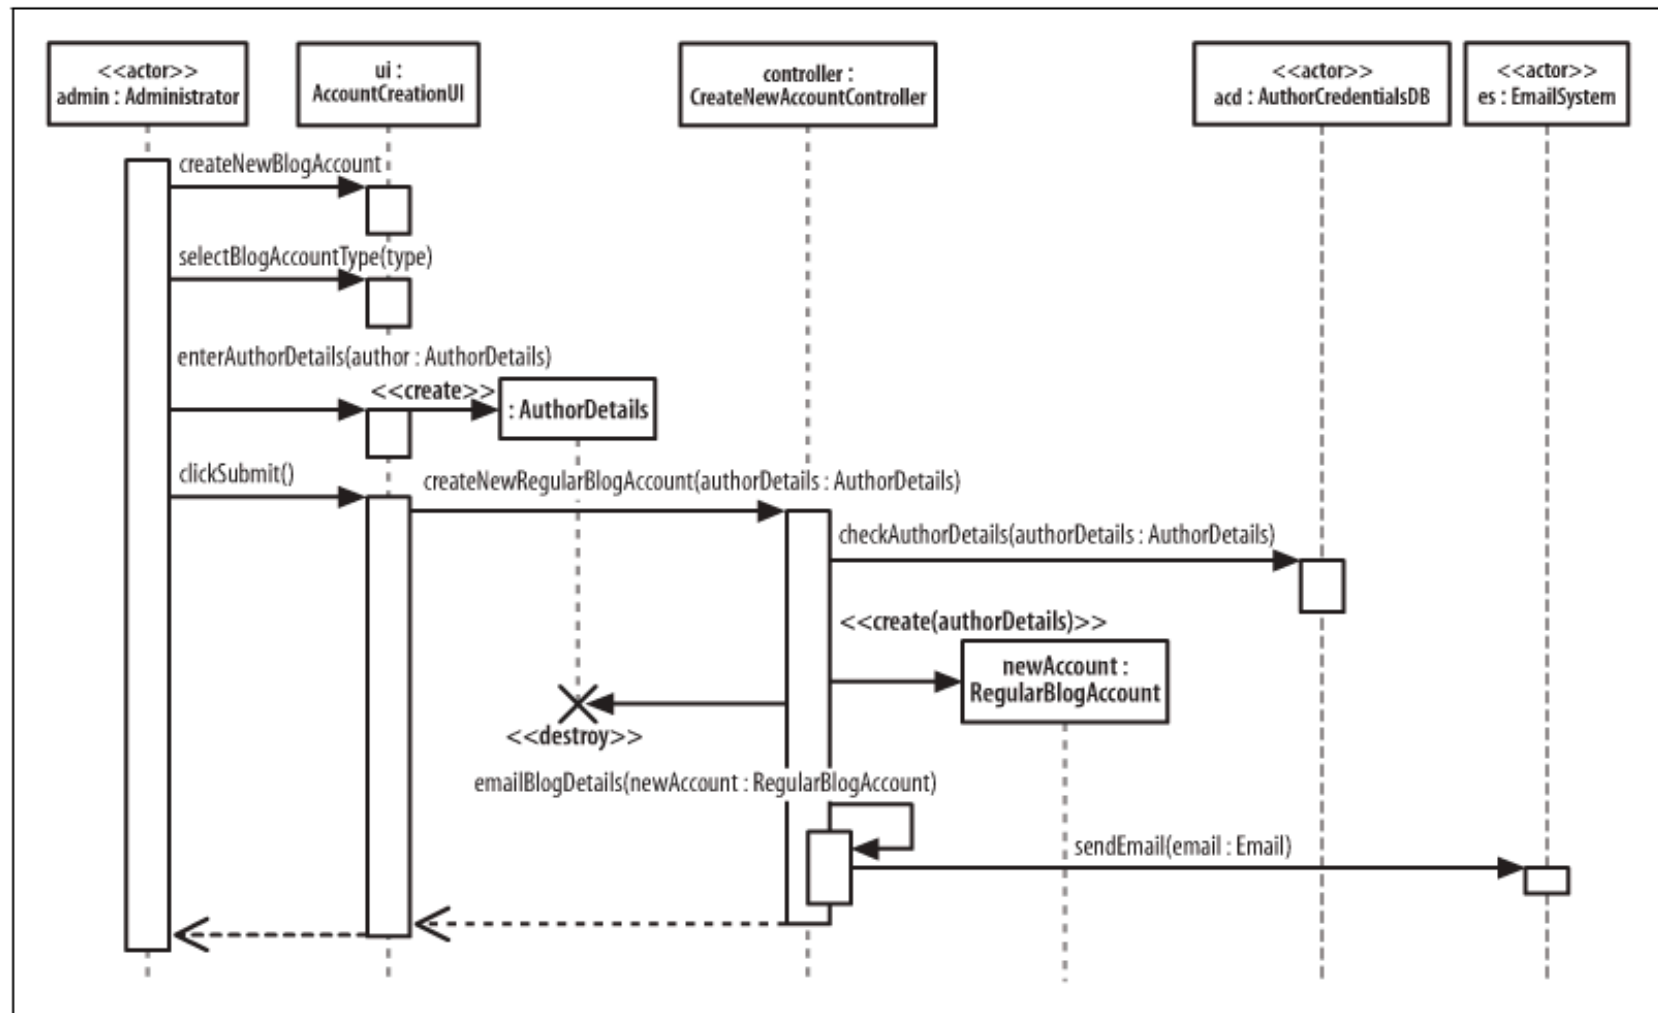 <<actor>>
admin : Administrator
ui :
AccountCreationUI
controller :
CreateNewAccountController
<<actor>>
acd : AuthorCredentialsDB
<<actor>>
es : EmailSystem
createNewBlogAccount
selectBlogAccountType(type)
enterAuthorDetails(author : AuthorDetails)
<<create>>
: AuthorDetails
clickSubmit()
createNewRegularBlogAccount(authorDetails : AuthorDetails)
checkAuthorDetails(authorDetails : AuthorDetails)
<<create(authorDetails)>>
newAccount :
RegularBlogAccount
<<destroy>>
emailBlogDetails(newAccount : RegularBlogAccount)
sendEmail(email : Email)